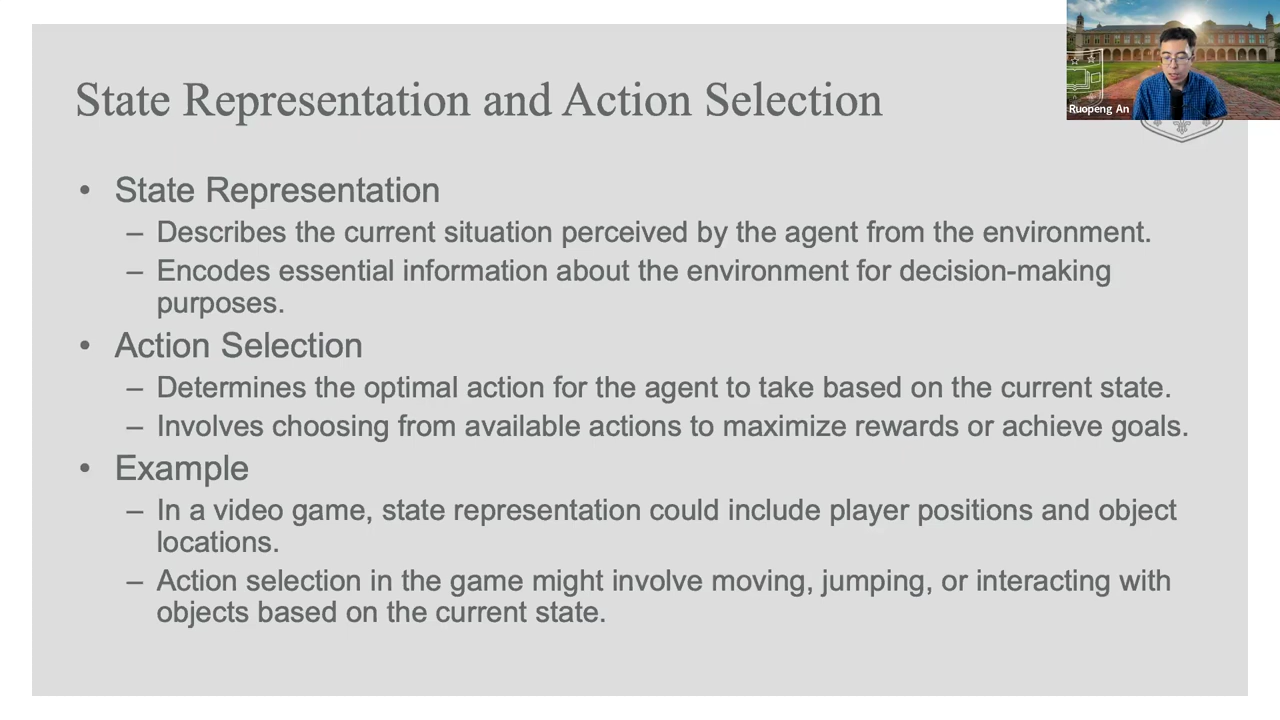 State Representation and Action Selection
Ruopeng An
• State Representation
– Describes the current situation perceived by the agent from the environment.
– Encodes essential information about the environment for decision-making
purposes.
• Action Selection
– Determines the optimal action for the agent to take based on the current state.
– Involves choosing from available actions to maximize rewards or achieve goals.
• Example
– In a video game, state representation could include player positions and object
locations.
– Action selection in the game might involve moving, jumping, or interacting with
objects based on the current state.